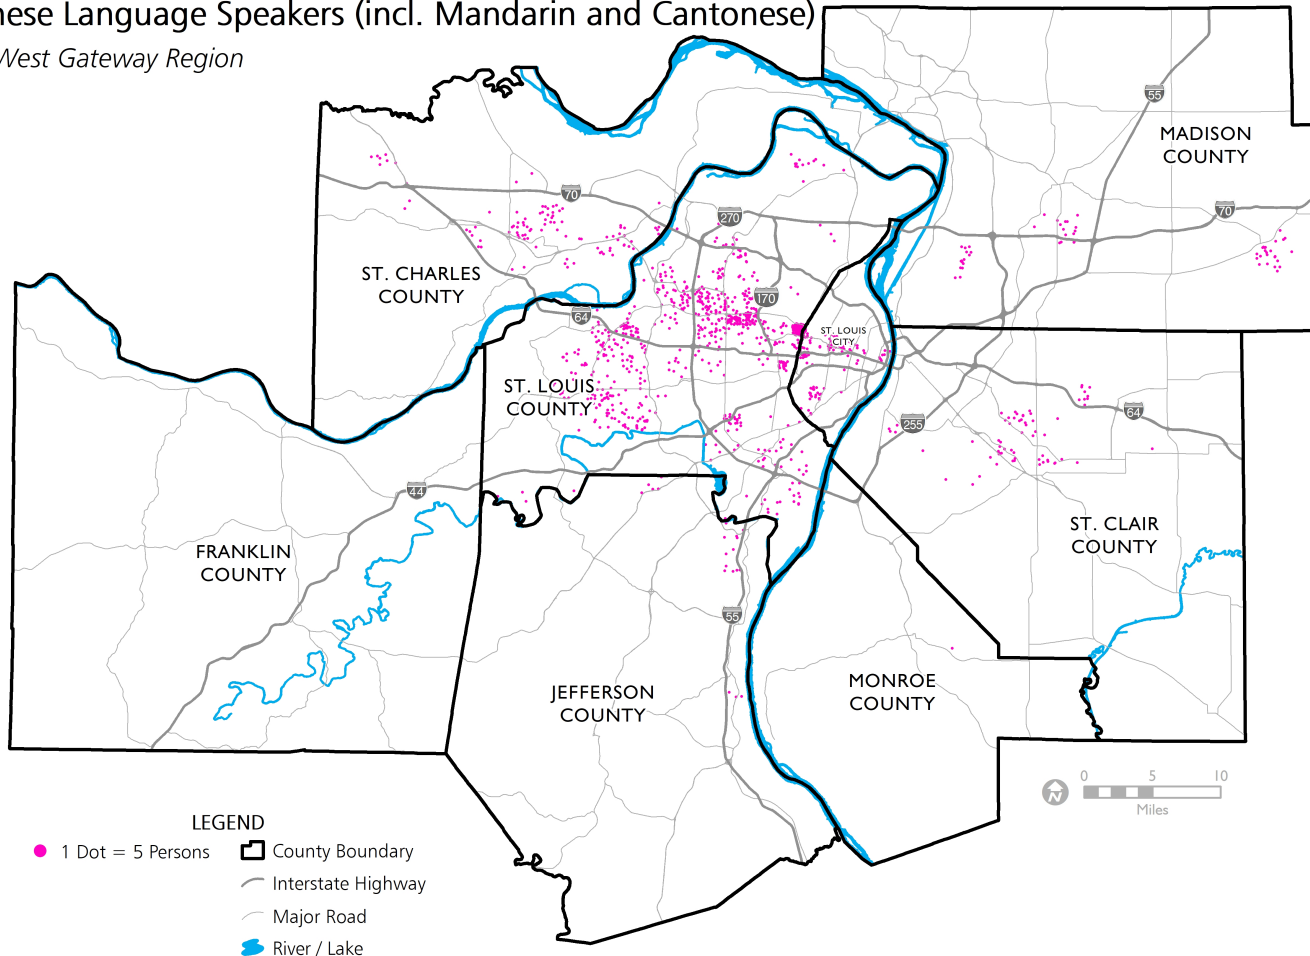 nese Language Speakers (incl. Mandarin and Cantonese)
West Gateway Region
55
MADISON
COUNTY
70
270
70
ST. CHARLES
COUNTY
170
64
ST. LOUIS
CITY
ST. LOUIS
COUNTY
64
255
44
ST. CLAIR
COUNTY
FRANKLIN
COUNTY
55
JEFFERSON
COUNTY
MONROE
COUNTY
N
0 5 10
Miles
LEGEND
1 Dot = 5 Persons
County Boundary
Interstate Highway
Major Road
River / Lake